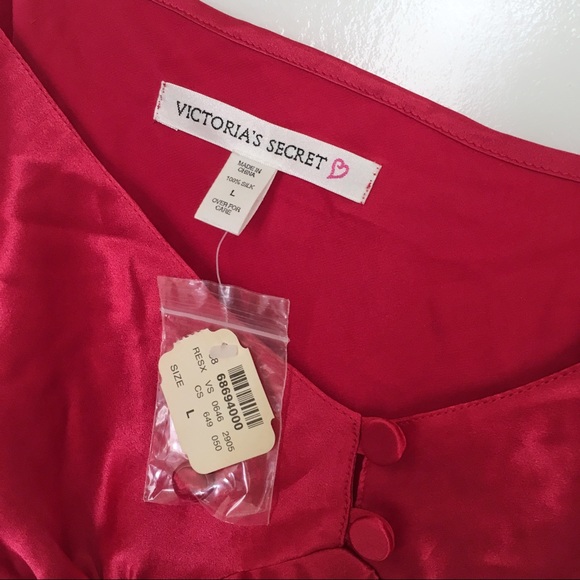 VICTORIA'S SECRET
MADE IN
CHINA
100% SILK
L
OVER FOR
CARE
68694000
RESX VS 0646 2905
CS 649 050
SIZE L